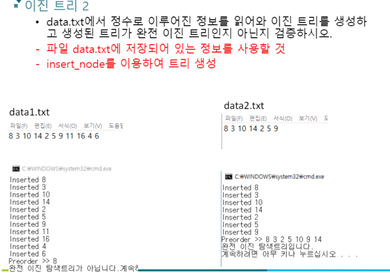 이진 트리 2
• data.txt에서 정수로 이루어진 정보를 읽어와 이진 트리를 생성하
고 생성된 트리가 완전 이진 트리인지 아닌지 검증하시오.
- 파일 data.txt에 저장되어 있는 정보를 사용할 것
- insert_node를 이용하여 트리 생성
data1.txt
파일(F) 편집(E) 서식(O) 보기(V) 도움말
8 3 10 14 2 5 9 11 16 4 6
data2.txt
파일(F) 편집(E) 서식(O) 보기(V)
8 3 10 14 2 5 9
C:\WINDOWS\system32\cmd.exe
Inserted 8
Inserted 3
Inserted 10
Inserted 14
Inserted 2
Inserted 5
Inserted 9
Inserted 11
Inserted 16
Inserted 4
Inserted 6
Preorder >> 8
완전 이진 탐색트리가 아닙니다.계속하
C:\WINDOWS\system32\cmd.exe
Inserted 8
Inserted 3
Inserted 10
Inserted 14
Inserted 2
Inserted 5
Inserted 9
Preorder >> 8 3 2 5 10 9 14
완전 이진 탐색트리입니다.
계속하려면 아무 키나 누르십시오 . . .